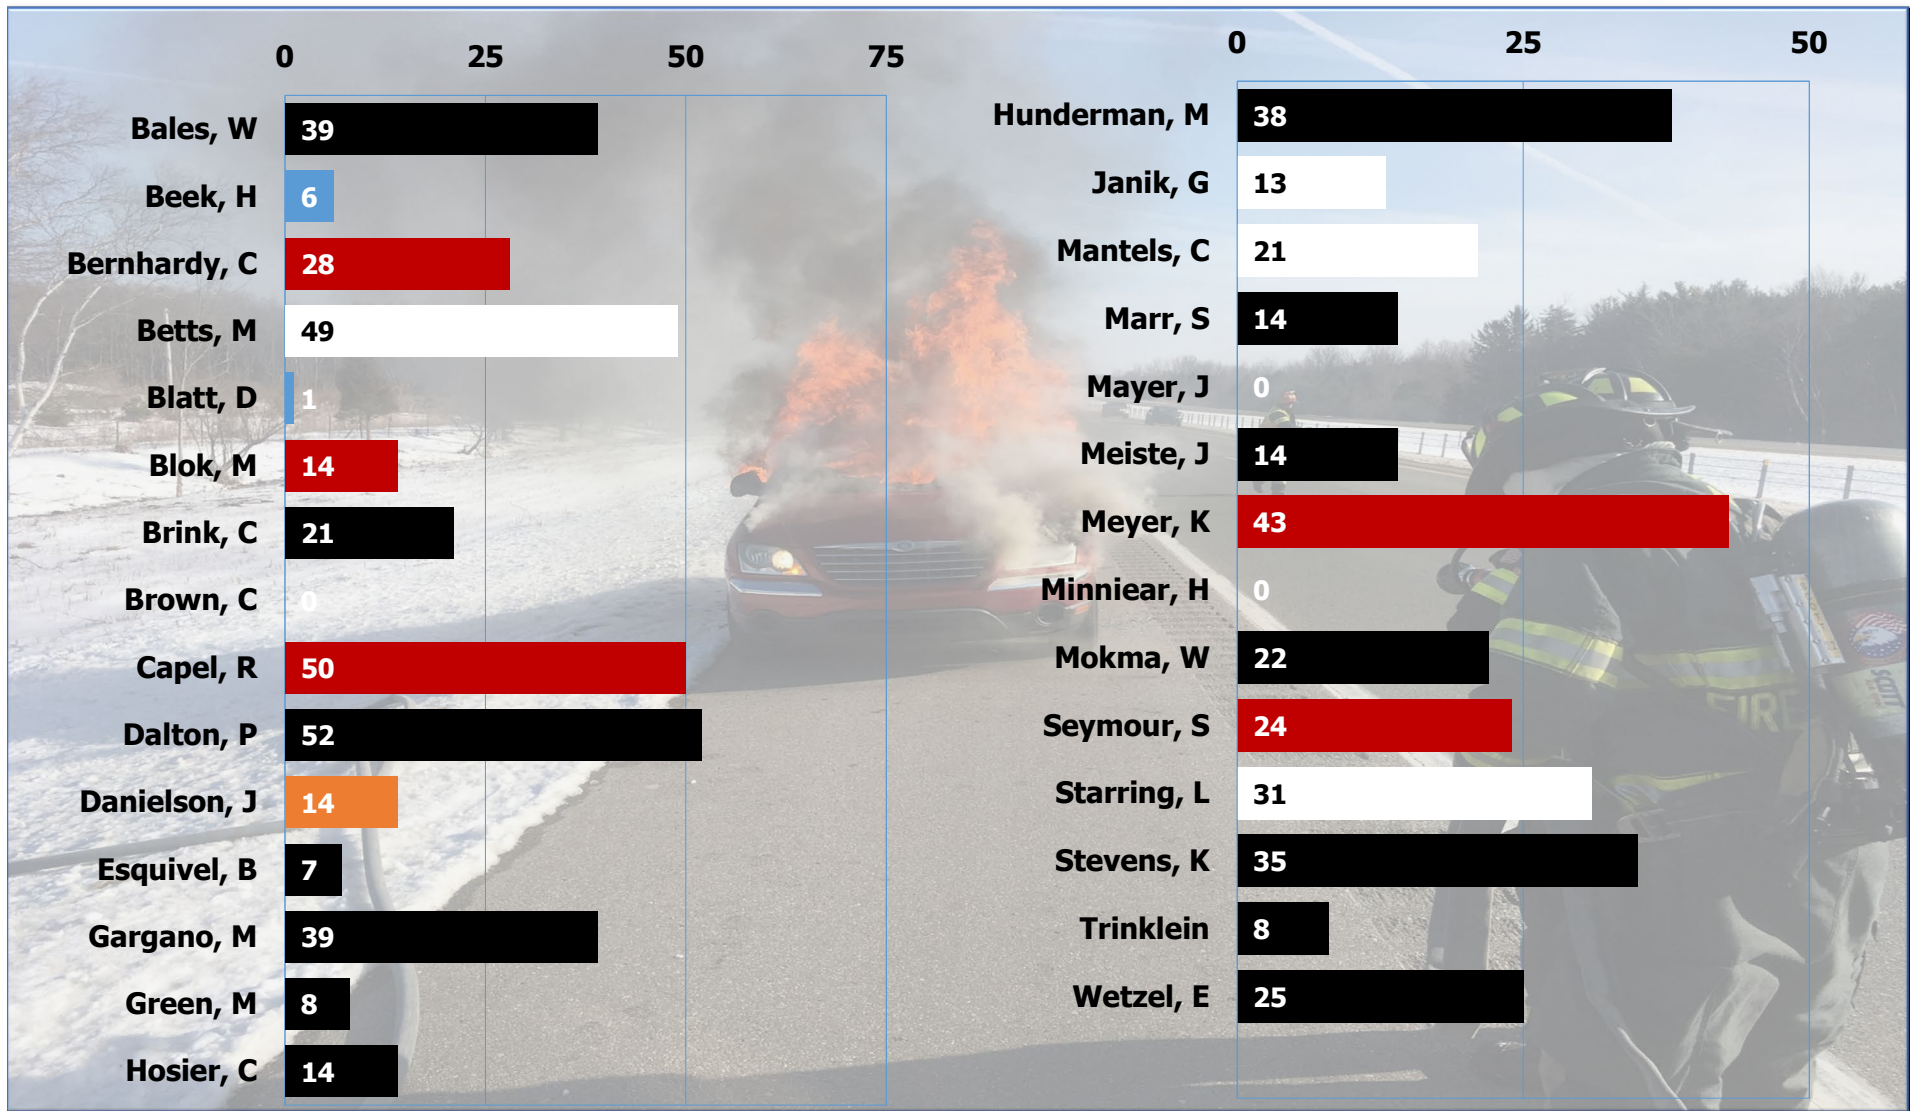 0 25 50 75
Bales, W 39
Beek, H 6
Bernhardy, C 28
Betts, M 49
Blatt, D 1
Blok, M 14
Brink, C 21
Brown, C 0
Capel, R 50
Dalton, P 52
Danielson, J 14
Esquivel, B 7
Gargano, M 39
Green, M 8
Hosier, C 14
0 25 50
Hunderman, M 38
Janik, G 13
Mantels, C 21
Marr, S 14
Mayer, J 0
Meiste, J 14
Meyer, K 43
Minniear, H 0
Mokma, W 22
Seymour, S 24
Starring, L 31
Stevens, K 35
Trinklein 8
Wetzel, E 25
FIRE
SCOTT